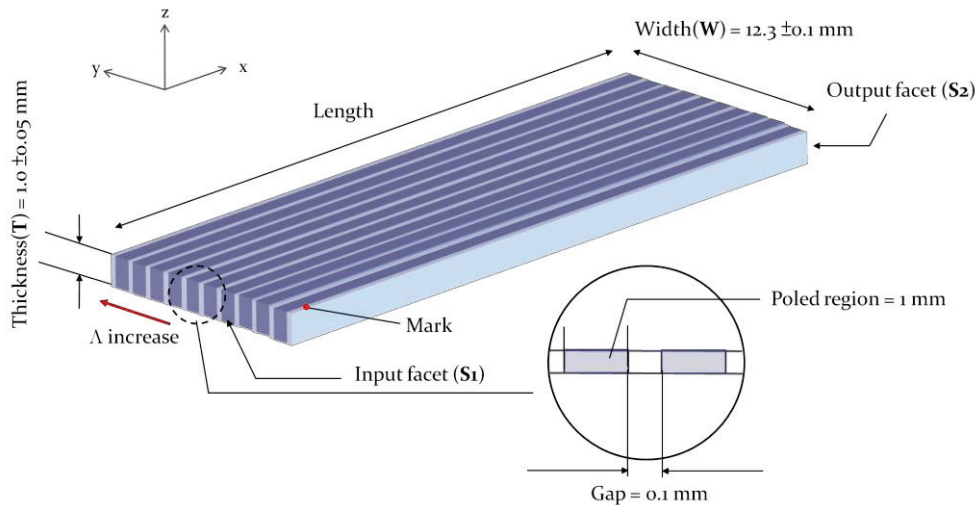 z
y
x
Width(W) = 12.3 ±0.1 mm
Output facet (S2)
Length
Thickness(T) = 1.0 ±0.05 mm
Mark
Λ increase
Input facet (S1)
Poled region = 1 mm
Gap = 0.1 mm